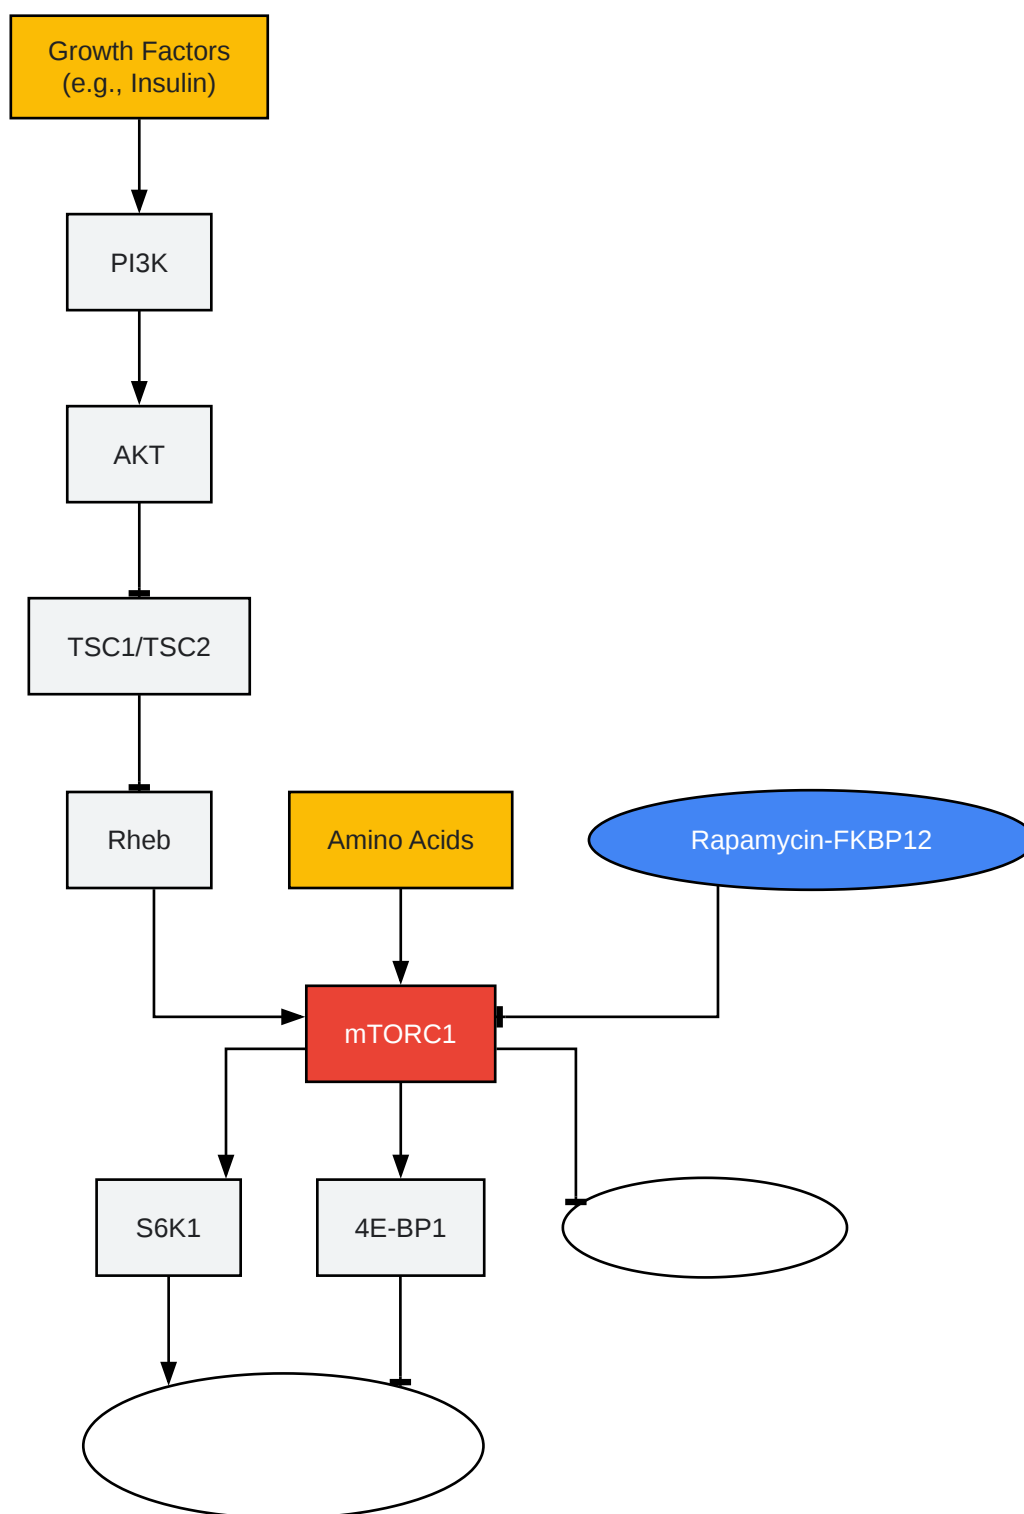 Growth Factors
(e.g., Insulin)
PI3K
AKT
TSC1/TSC2
Rheb
Amino Acids
Rapamycin-FKBP12
mTORC1
S6K1
4E-BP1